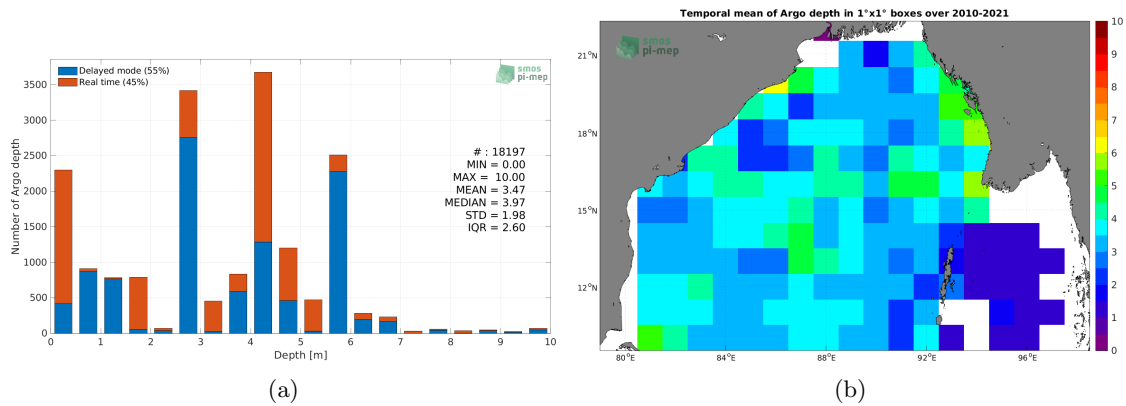 smos
pi-mep
Delayed mode (55%)
Real time (45%)
# : 18197
MIN = 0.00
MAX = 10.00
MEAN = 3.47
MEDIAN = 3.97
STD = 1.98
IQR = 2.60
Number of Argo depth
3500
3000
2500
2000
1500
1000
500
0
0 1 2 3 4 5 6 7 8 9 10
Depth [m]
(a)
Temporal mean of Argo depth in 1°x1° boxes over 2010-2021
smos
pi-mep
21°N
18°N
15°N
12°N
80°E 84°E 88°E 92°E 96°E
10
9
8
7
6
5
4
3
2
1
0
(b)